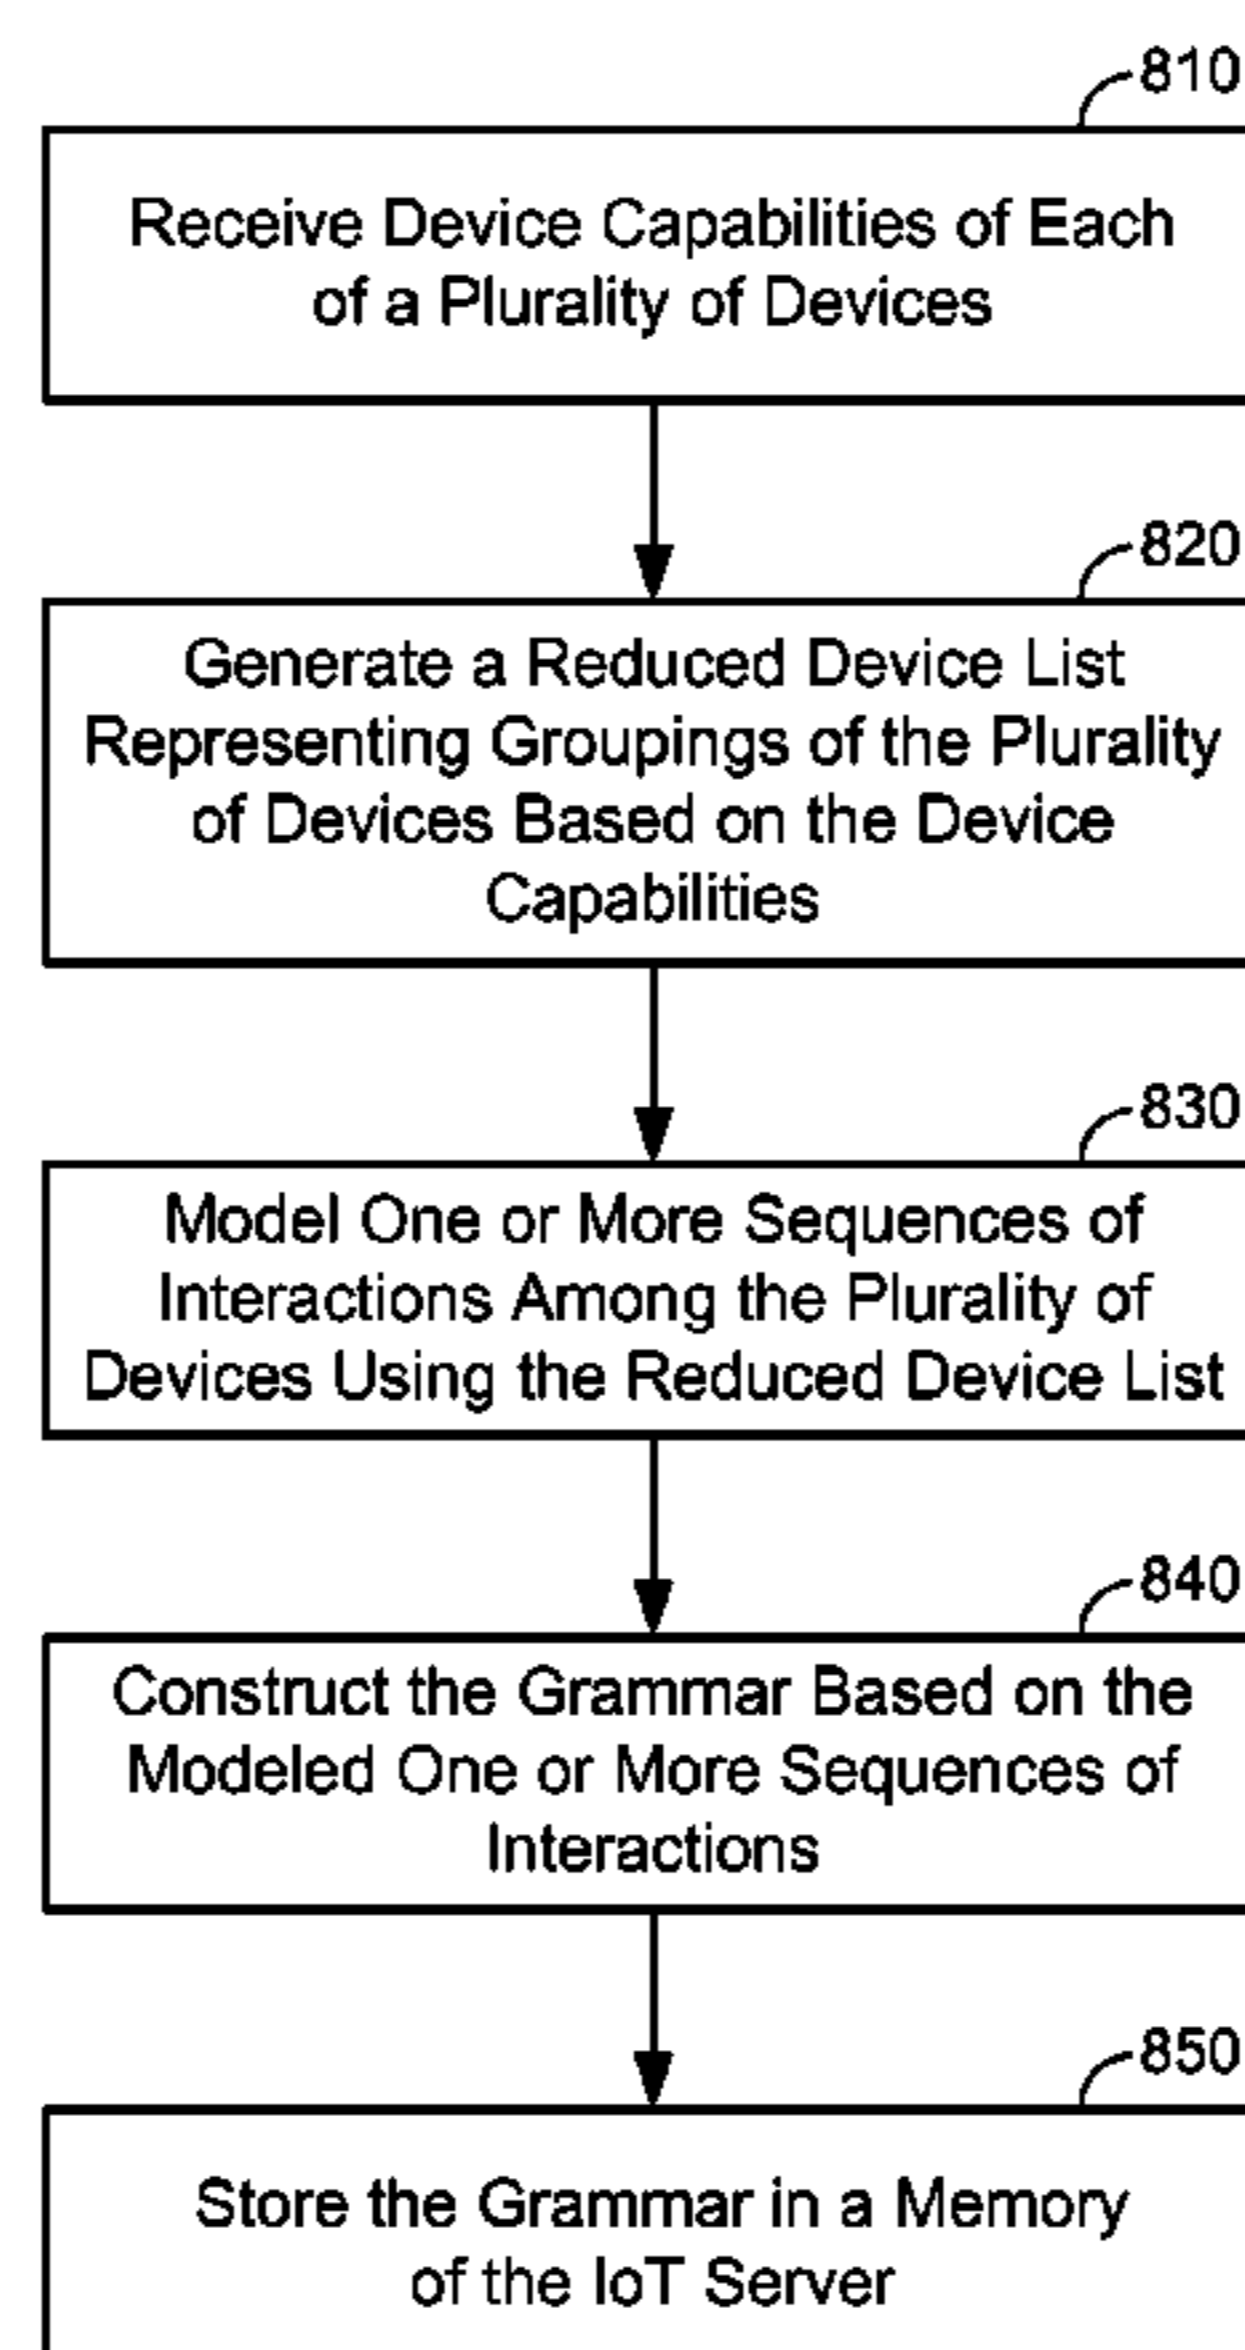 810
Receive Device Capabilities of Each
of a Plurality of Devices
820
Generate a Reduced Device List
Representing Groupings of the Plurality
of Devices Based on the Device
Capabilities
830
Model One or More Sequences of
Interactions Among the Plurality of
Devices Using the Reduced Device List
840
Construct the Grammar Based on the
Modeled One or More Sequences of
Interactions
850
Store the Grammar in a Memory
of the IoT Server